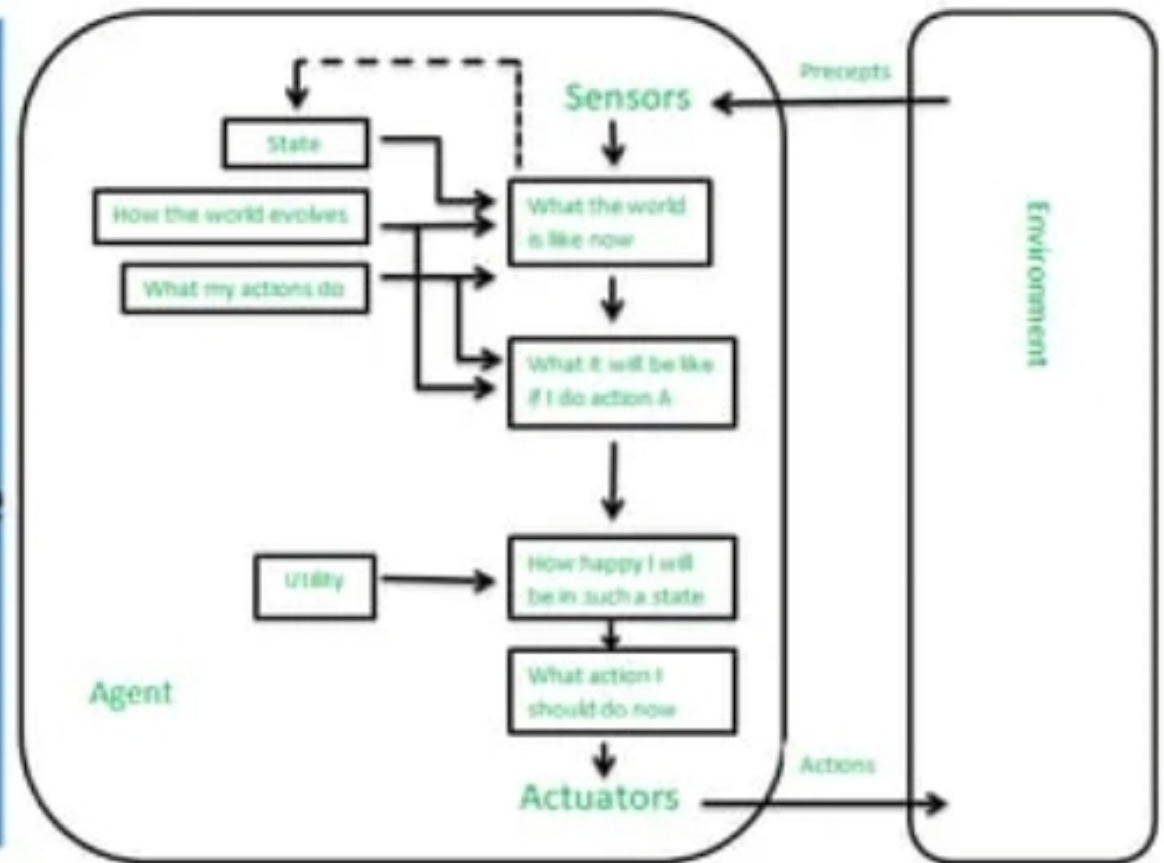 Precepts
Sensors
State
How the world evolves
What my actions do
What the world
is like now
What it will be like
if I do action A
Utility
How happy I will
be in such a state
What action I
should do now
Agent
Actuators
Actions
Environment